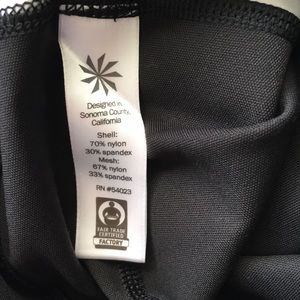 Designed in
Sonoma County
California
Shell:
70% nylon
30% spandex
Mesh:
67% nylon
33% spandex
RN #54023
FAIR TRADE
CERTIFIED
FACTORY